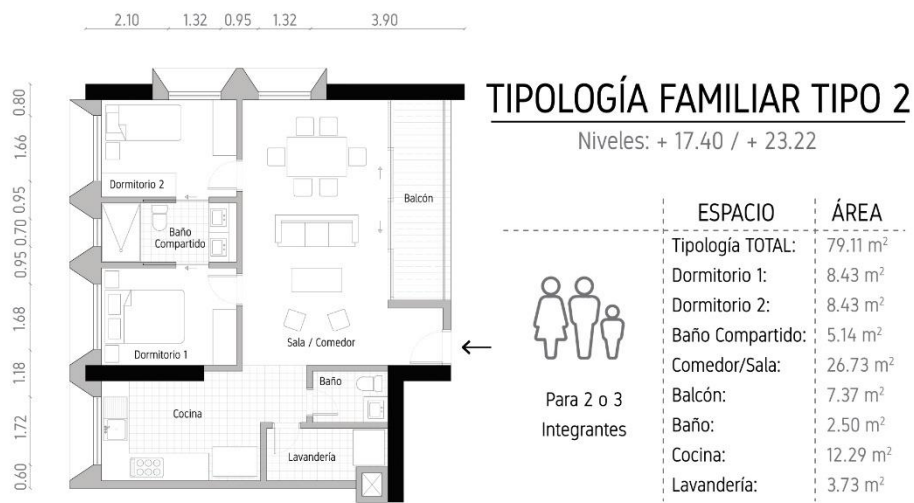 2.10 1.32 0.95 1.32 3.90
TIPOLOGÍA FAMILIAR TIPO 2
Niveles: + 17.40 / + 23.22
0.80
1.66
0.95
0.70
0.95
1.68
1.18
1.72
0.60
Dormitorio 2
Baño
Compartido
Balcón
Dormitorio 1
Sala / Comedor
Baño
Cocina
Lavandería
Para 2 o 3
Integrantes
ESPACIO ÁREA
Tipología TOTAL: 79.11 m²
Dormitorio 1: 8.43 m²
Dormitorio 2: 8.43 m²
Baño Compartido: 5.14 m²
Comedor/Sala: 26.73 m²
Balcón: 7.37 m²
Baño: 2.50 m²
Cocina: 12.29 m²
Lavandería: 3.73 m²